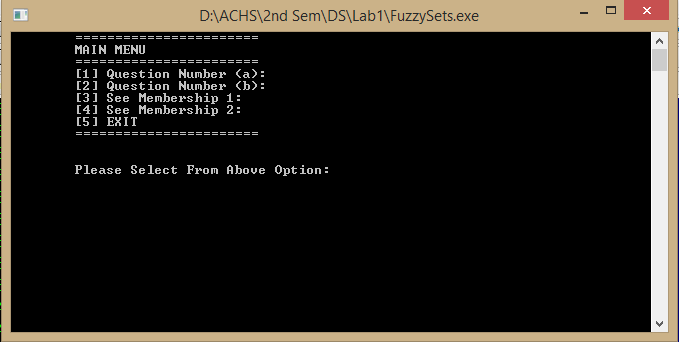 D:\ACHS\2nd Sem\DS\Lab1\FuzzySets.exe
=======================
MAIN MENU
=======================
[1] Question Number (a):
[2] Question Number (b):
[3] See Membership 1:
[4] See Membership 2:
[5] EXIT
=======================
Please Select From Above Option: